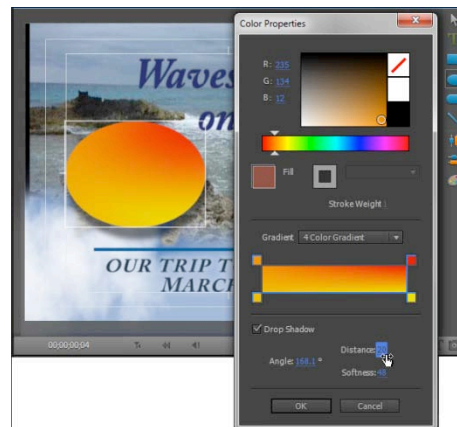 Color Properties
Waves
on
R: 235
G: 134
B: 12
Fill
Stroke Weight
Gradient: 4 Color Gradient
OUR TRIP T
MARCH
Drop Shadow
Distance:
Angle: 168.1 °
Softness: 48
OK
Cancel
00;00;00;04